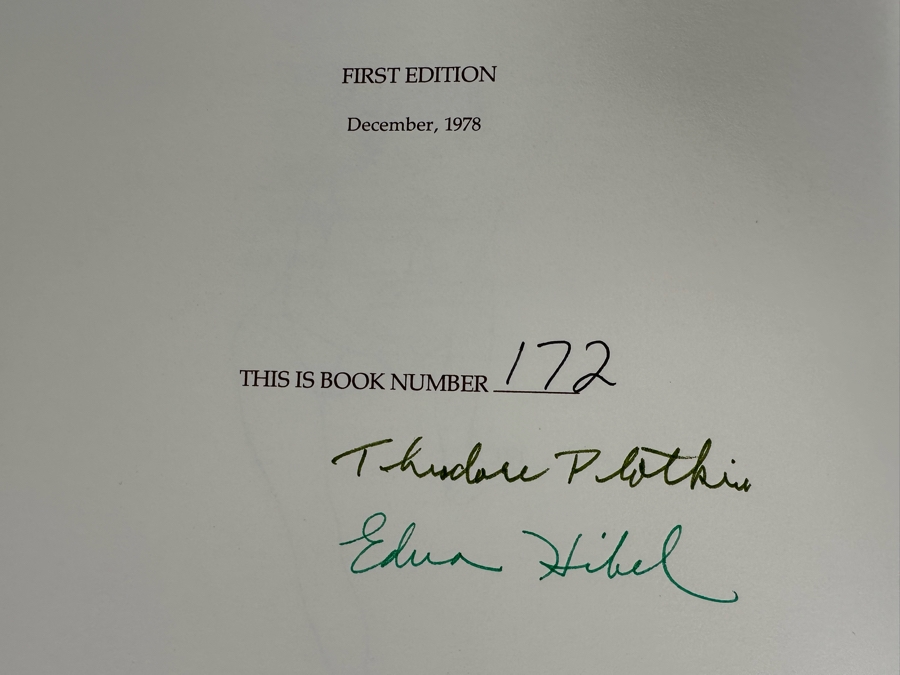 FIRST EDITION
December, 1978
THIS IS BOOK NUMBER 172
Theodore Plotkin
Edna Hibel